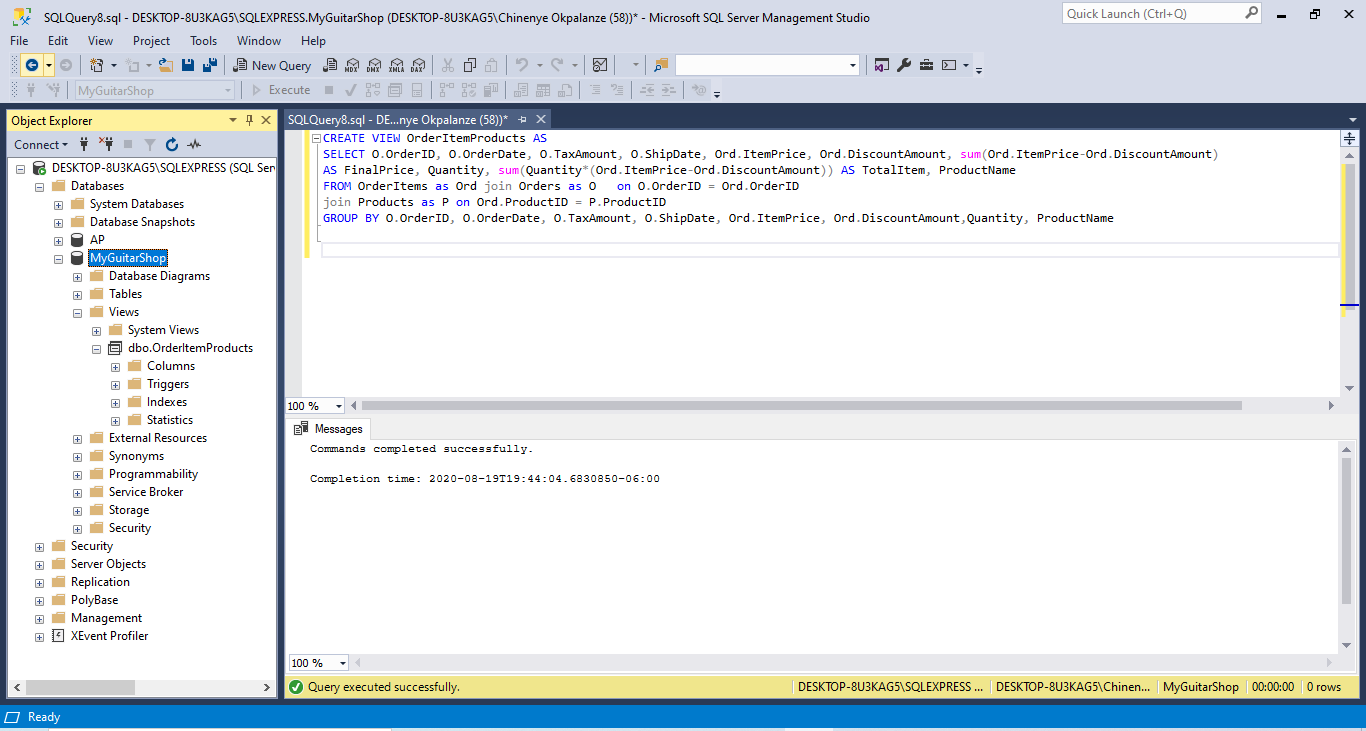 SQLQuery8.sql - DESKTOP-8U3KAG5\SQLEXPRESS.MyGuitarShop (DESKTOP-8U3KAG5\Chinenye Okpalanze (58))* - Microsoft SQL Server Management Studio
Quick Launch (Ctrl+Q)
File Edit View Project Tools Window Help
New Query MDX DMX XMLA DAX
MyGuitarShop Execute
Object Explorer
Connect
DESKTOP-8U3KAG5\SQLEXPRESS (SQL Ser
Databases
System Databases
Database Snapshots
AP
MyGuitarShop
Database Diagrams
Tables
Views
System Views
dbo.OrderItemProducts
Columns
Triggers
Indexes
Statistics
External Resources
Synonyms
Programmability
Service Broker
Storage
Security
Security
Server Objects
Replication
PolyBase
Management
XEvent Profiler
SQLQuery8.sql - DE...nye Okpalanze (58))*
CREATE VIEW OrderItemProducts AS
SELECT O.OrderID, O.OrderDate, O.TaxAmount, O.ShipDate, Ord.ItemPrice, Ord.DiscountAmount, sum(Ord.ItemPrice-Ord.DiscountAmount)
AS FinalPrice, Quantity, sum(Quantity*(Ord.ItemPrice-Ord.DiscountAmount)) AS TotalItem, ProductName
FROM OrderItems as Ord join Orders as O on O.OrderID = Ord.OrderID
join Products as P on Ord.ProductID = P.ProductID
GROUP BY O.OrderID, O.OrderDate, O.TaxAmount, O.ShipDate, Ord.ItemPrice, Ord.DiscountAmount,Quantity, ProductName
100 %
Messages
Commands completed successfully.
Completion time: 2020-08-19T19:44:04.6830850-06:00
100 %
Query executed successfully.
DESKTOP-8U3KAG5\SQLEXPRESS ... DESKTOP-8U3KAG5\Chinen... MyGuitarShop 00:00:00 0 rows
Ready